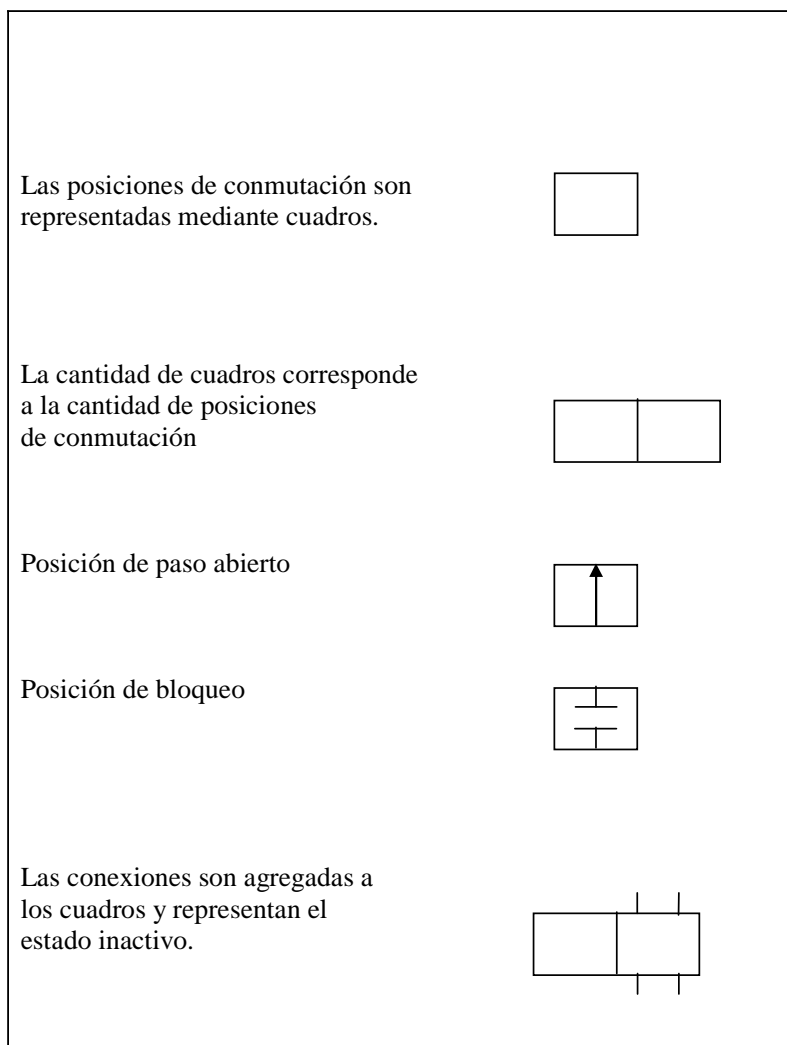 Las posiciones de conmutación son
representadas mediante cuadros.
La cantidad de cuadros corresponde
a la cantidad de posiciones
de conmutación
Posición de paso abierto
Posición de bloqueo
Las conexiones son agregadas a
los cuadros y representan el
estado inactivo.